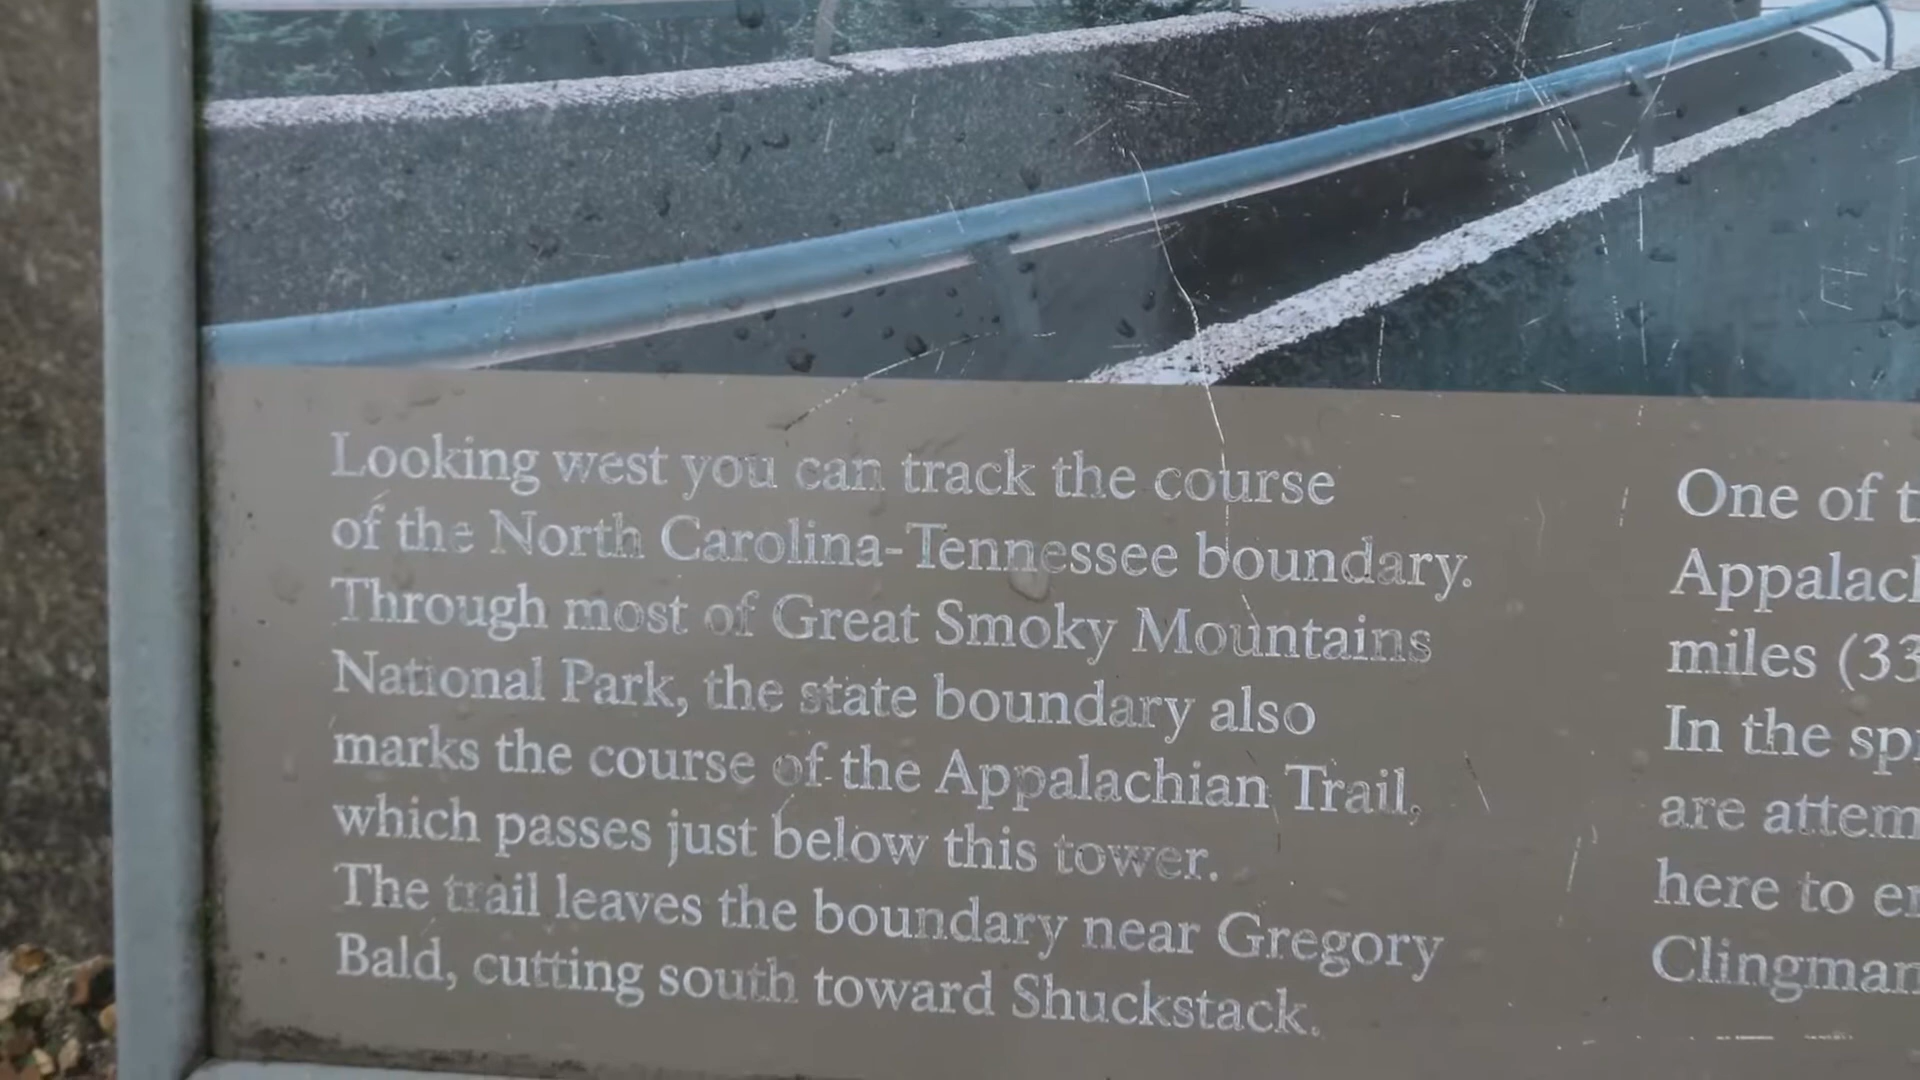 Looking west you can track the course
of the North Carolina-Tennessee boundary.
Through most of Great Smoky Mountains
National Park, the state boundary also
marks the course of the Appalachian Trail,
which passes just below this tower.
The trail leaves the boundary near Gregory
Bald, cutting south toward Shuckstack.
One of
miles (33
In the
are
here to